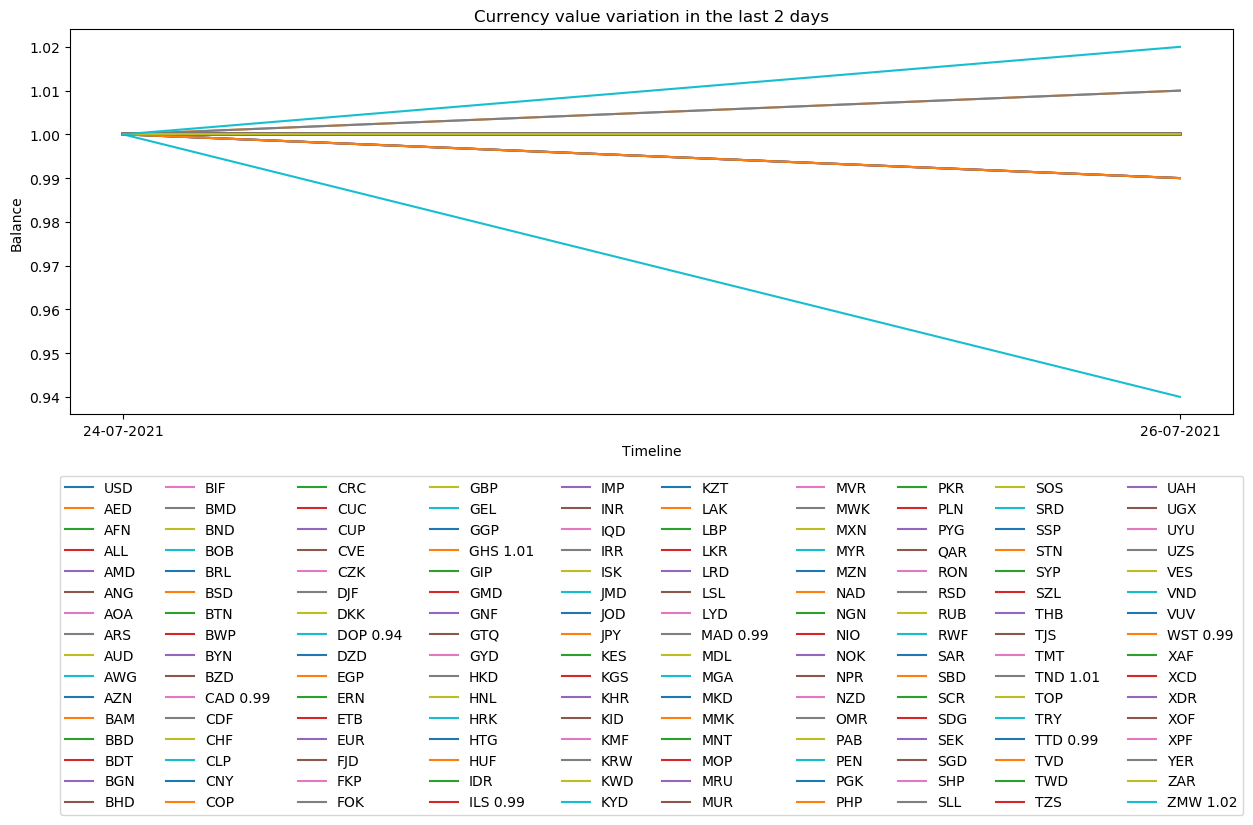 Currency value variation in the last 2 days
1.02
1.01
1.00
0.99
0.98
0.97
0.96
0.95
0.94
Balance
24-07-2021 26-07-2021
Timeline
USD BIF CRC GBP IMP KZT MVR PKR SOS UAH
AED BMD CUC GEL INR LAK MWK PLN SRD UGX
AFN BND CUP GGP IQD LBP MXN PYG SSP UYU
ALL BOB CVE GHS 1.01 IRR LKR MYR QAR STN UZS
AMD BRL CZK GIP ISK LRD MZN RON SYP VES
ANG BSD DJF GMD JMD LSL NAD RSD SZL VND
AOA BTN DKK GNF JOD LYD NGN RUB THB VUV
ARS BWP DOP 0.94 GTQ JPY MAD 0.99 NIO RWF TJS WST 0.99
AUD BYN DZD GYD KES MDL NOK SAR TMT XAF
AWG BZD EGP HKD KGS MGA NPR SBD TND 1.01 XCD
AZN CAD 0.99 ERN HNL KHR MKD NZD SCR TOP XDR
BAM CDF ETB HRK KID MMK OMR SDG TRY XOF
BBD CHF EUR HTG KMF MNT PAB SEK TTD 0.99 XPF
BDT CLP FJD HUF KRW MOP PEN SGD TVD YER
BGN CNY FKP IDR KWD MRU PGK SHP TWD ZAR
BHD COP FOK ILS 0.99 KYD MUR PHP SLL TZS ZMW 1.02